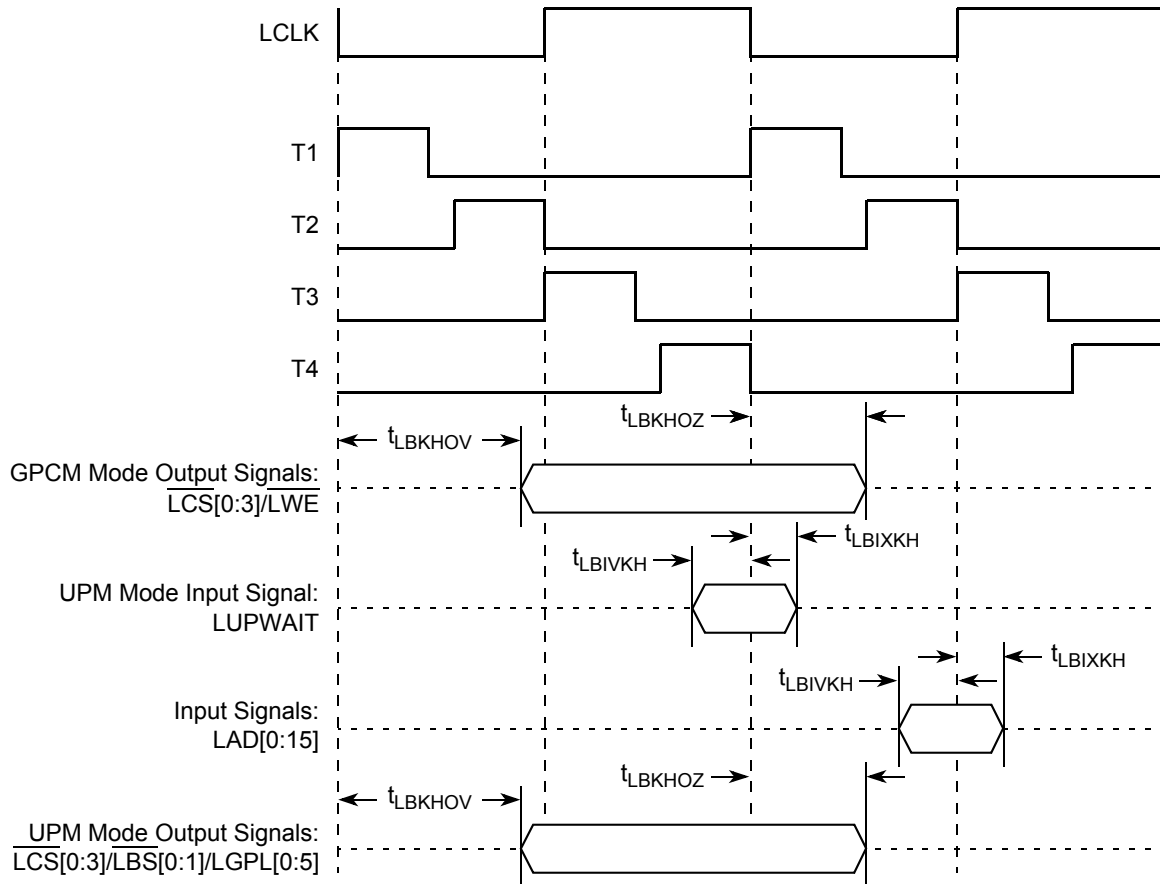 LCLK
T1
T2
T3
T4
tLBKHOV
tLBKHOZ
GPCM Mode Output Signals:
LCS[0:3]/LWE
tLBIXKH
tLBIVKH
UPM Mode Input Signal:
LUPWAIT
tLBIXKH
tLBIVKH
Input Signals:
LAD[0:15]
tLBKHOZ
tLBKHOV
UPM Mode Output Signals:
LCS[0:3]/LBS[0:1]/LGPL[0:5]